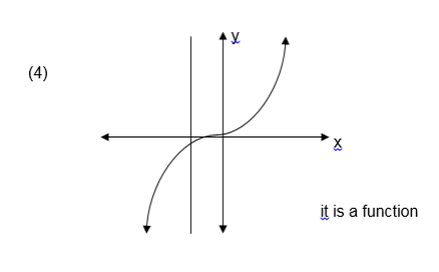 y
(4)
x
it is a function